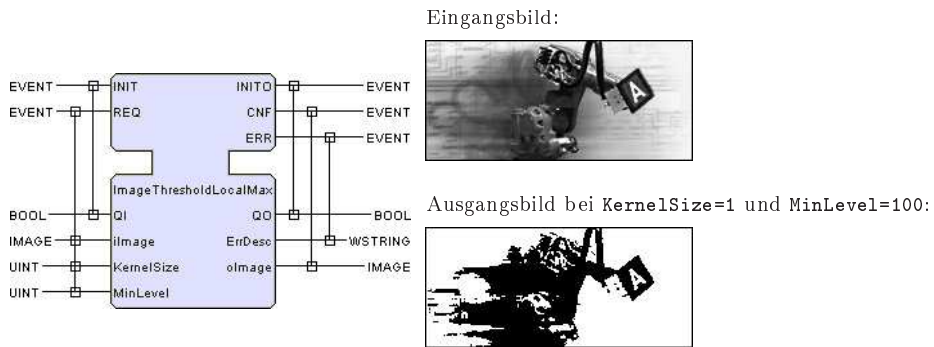 Eingangsbild:
EVENT INIT INITO EVENT
EVENT REQ CNF EVENT
ERR EVENT
ImageThresholdLocalMax
BOOL QI QO BOOL
IMAGE iImage ErrDesc WSTRING
UINT KernelSize oImage IMAGE
UINT MinLevel
A
Ausgangsbild bei KernelSize=1 und MinLevel=100:
A